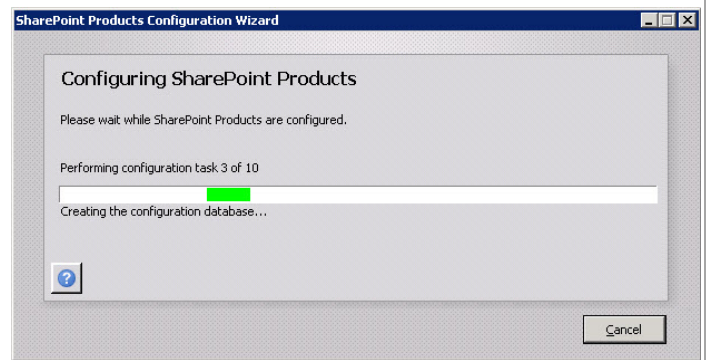 SharePoint Products Configuration Wizard
Configuring SharePoint Products
Please wait while SharePoint Products are configured.
Performing configuration task 3 of 10
Creating the configuration database...
?
Cancel